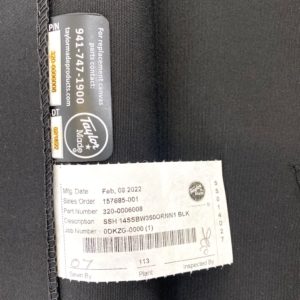 For replacement canvas
parts contact:
941-747-1900
taylormadeproducts.com
Taylor
Made
P/N
Mfg. Date : Feb, 08 2022
Sales Order: 157685-001
Part Number: 320-0006008
Description: SSH 14SSBW350ORNN1 BLK
Job Number: 0DKZG-0000 (1)
07
113
Sewn By
Plant
Inspected By